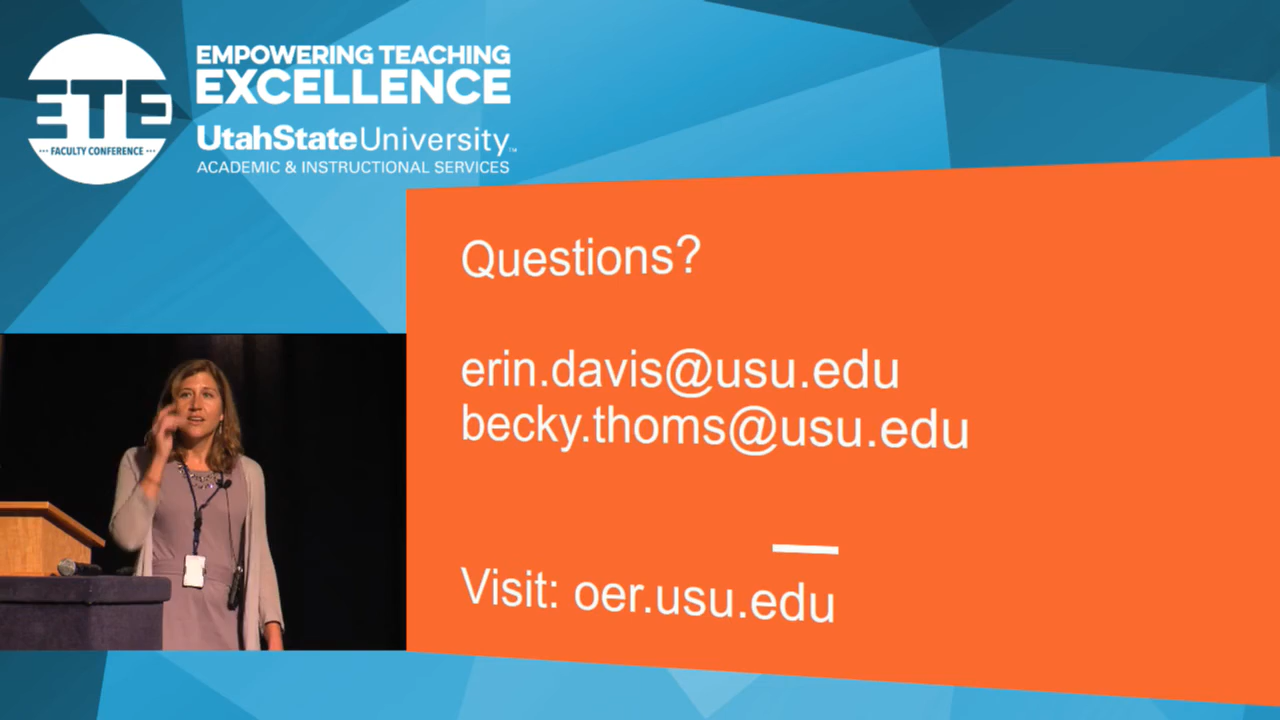 ETE
··· FACULTY CONFERENCE ···
EMPOWERING TEACHING
EXCELLENCE
UtahStateUniversity™
ACADEMIC & INSTRUCTIONAL SERVICES
Questions?
erin.davis@usu.edu
becky.thoms@usu.edu
Visit: oer.usu.edu